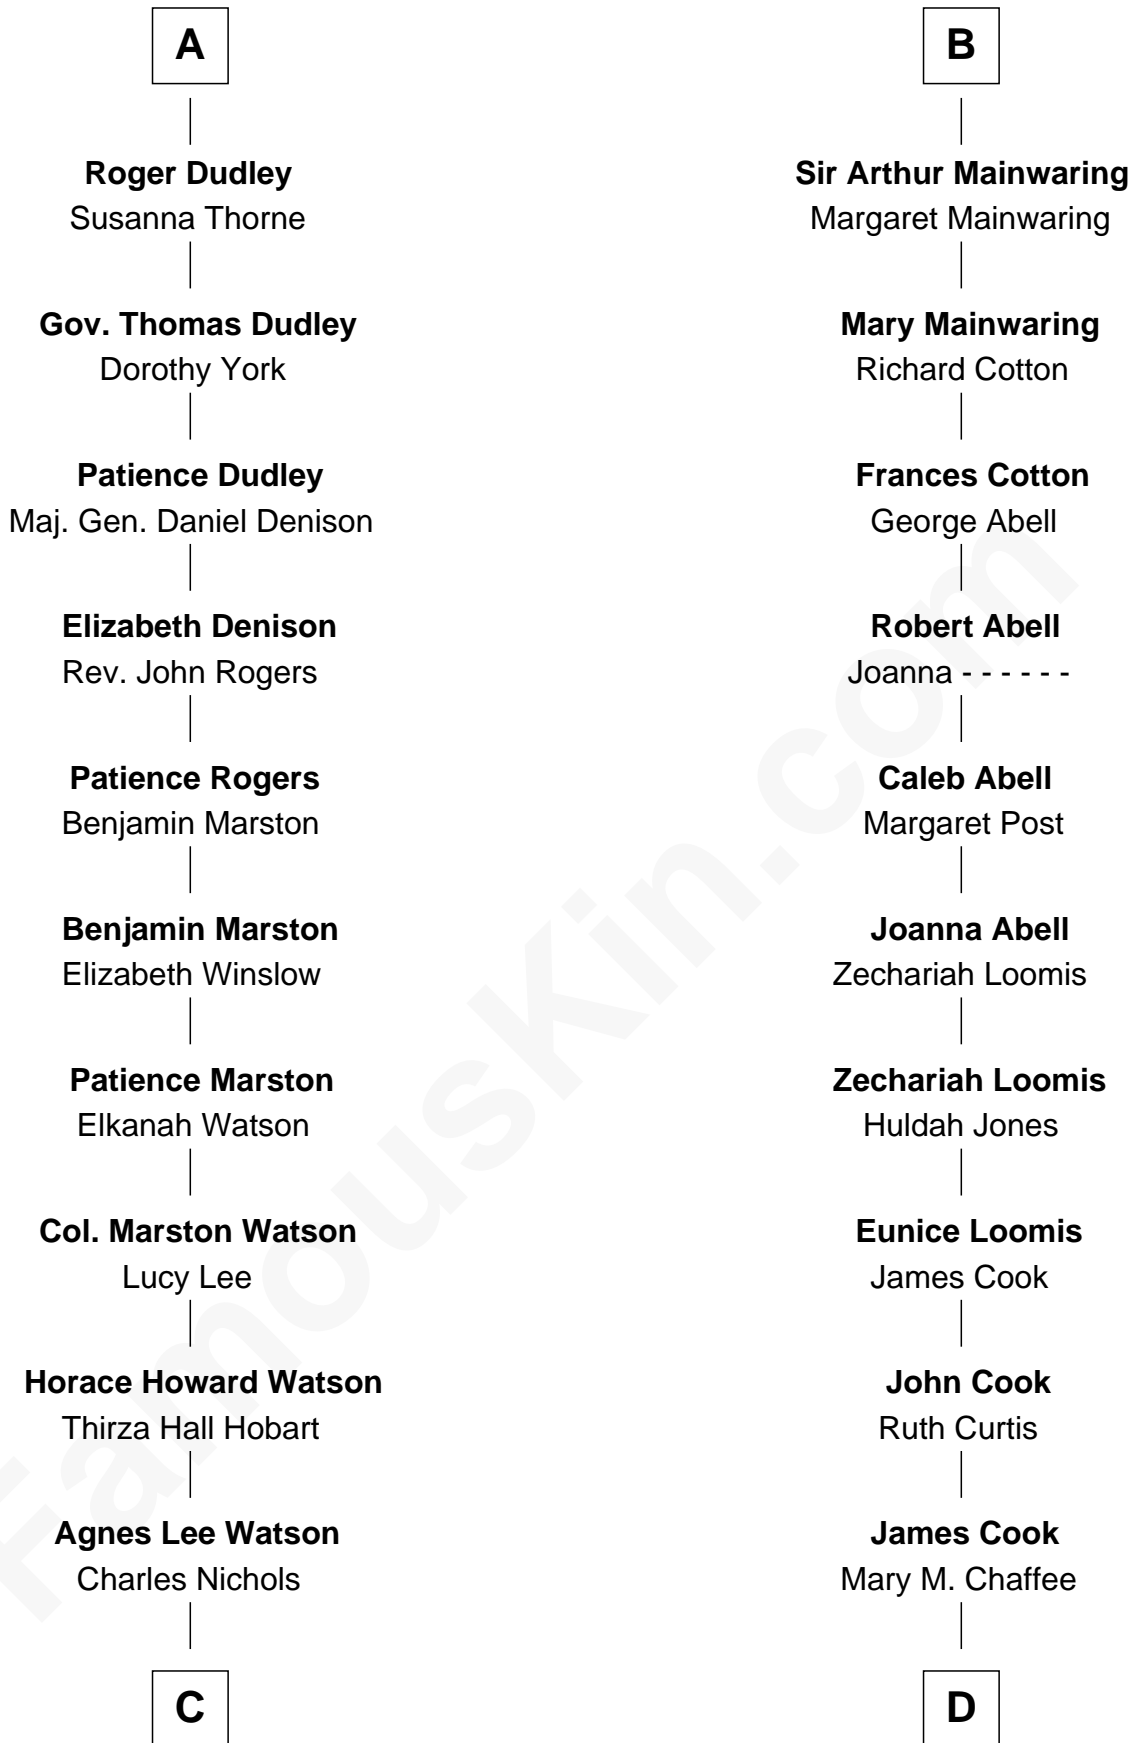 A
Roger Dudley
Susanna Thorne
Gov. Thomas Dudley
Dorothy York
Patience Dudley
Maj. Gen. Daniel Denison
Elizabeth Denison
Rev. John Rogers
Patience Rogers
Benjamin Marston
Benjamin Marston
Elizabeth Winslow
Patience Marston
Elkanah Watson
Col. Marston Watson
Lucy Lee
Horace Howard Watson
Thirza Hall Hobart
Agnes Lee Watson
Charles Nichols
C
B
Sir Arthur Mainwaring
Margaret Mainwaring
Mary Mainwaring
Richard Cotton
Frances Cotton
George Abell
Robert Abell
Joanna - - - - - -
Caleb Abell
Margaret Post
Joanna Abell
Zechariah Loomis
Zechariah Loomis
Huldah Jones
Eunice Loomis
James Cook
John Cook
Ruth Curtis
James Cook
Mary M. Chaffee
D
FamousKin.com